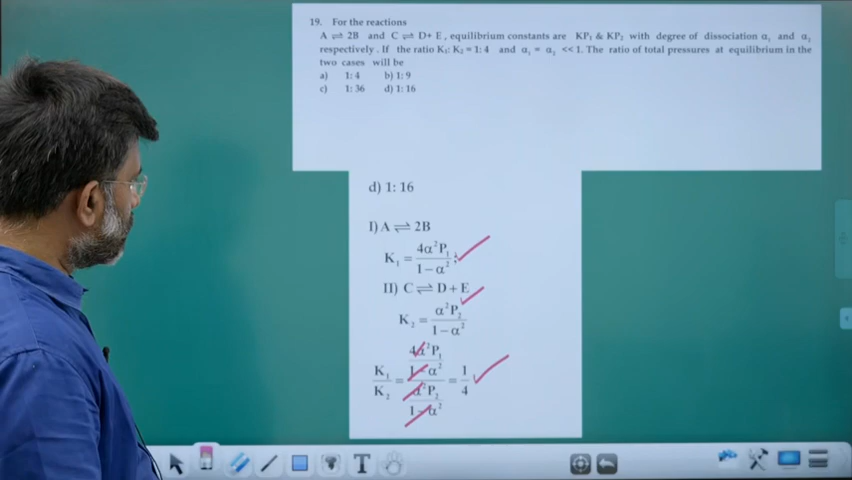 19. For the reactions
A ⇌ 2B and C ⇌ D+ E , equilibrium constants are KP₁ & KP₂ with degree of dissociation α₁ and α₂
respectively . If the ratio K₁: K₂ = 1: 4 and α₁ = α₂ << 1. The ratio of total pressures at equilibrium in the
two cases will be
a) 1: 4 b) 1: 9
c) 1: 36 d) 1: 16
d) 1: 16
I) A ⇌ 2B
K₁ = 4α²P₁ / 1 − α² ;
II) C ⇌ D + E
K₂ = α²P₂ / 1 − α²
K₁ / K₂ = (4α²P₁ / 1 − α²) / (α²P₂ / 1 − α²) = 1 / 4
T